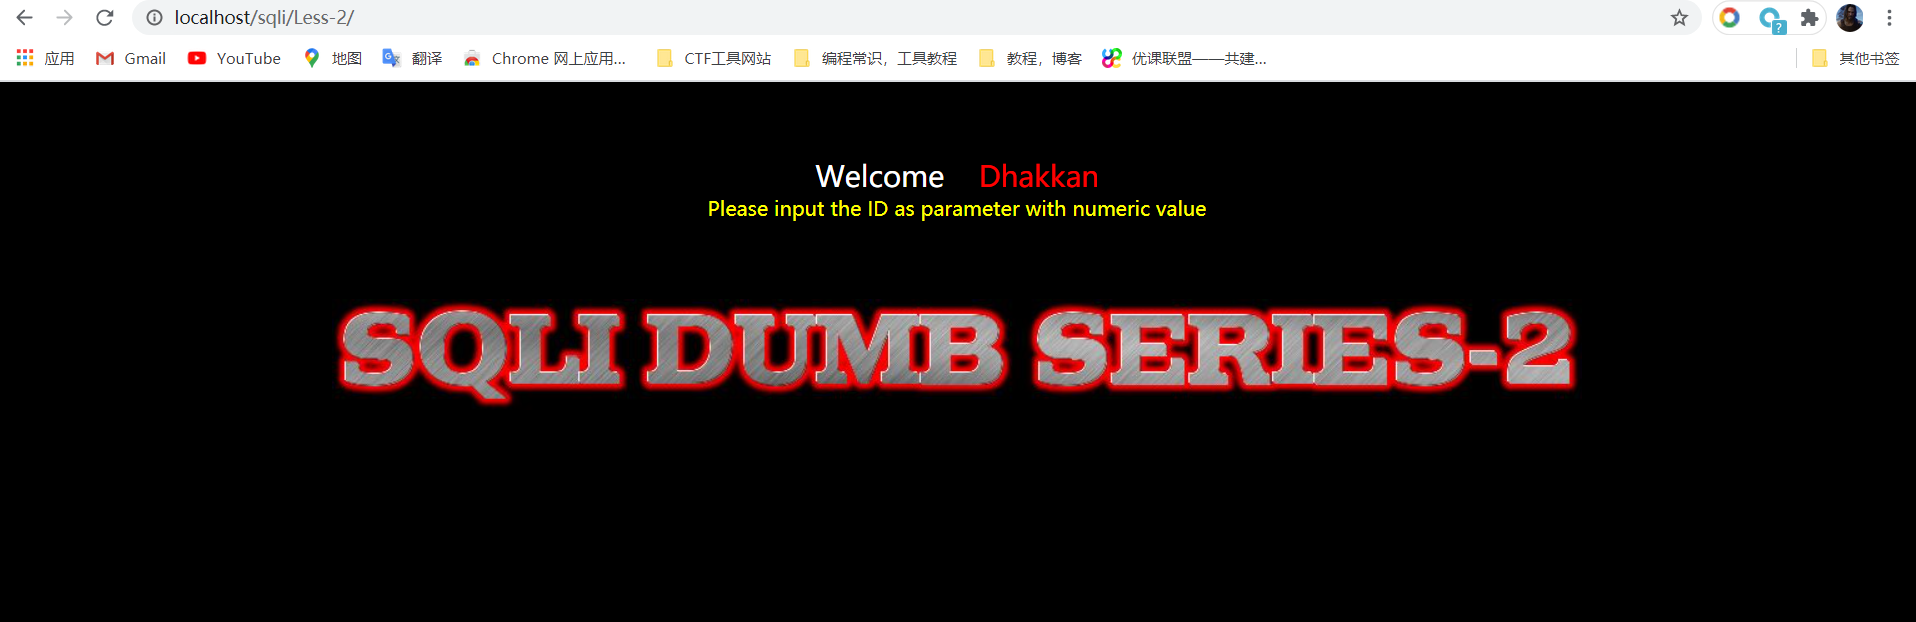 localhost/sqli/Less-2/
应用 Gmail YouTube 地图 翻译 Chrome 网上应用... CTF工具网站 编程常识，工具教程 教程，博客 优课联盟——共建... 其他书签
Welcome Dhakkan
Please input the ID as parameter with numeric value
SQLI DUMB SERIES-2